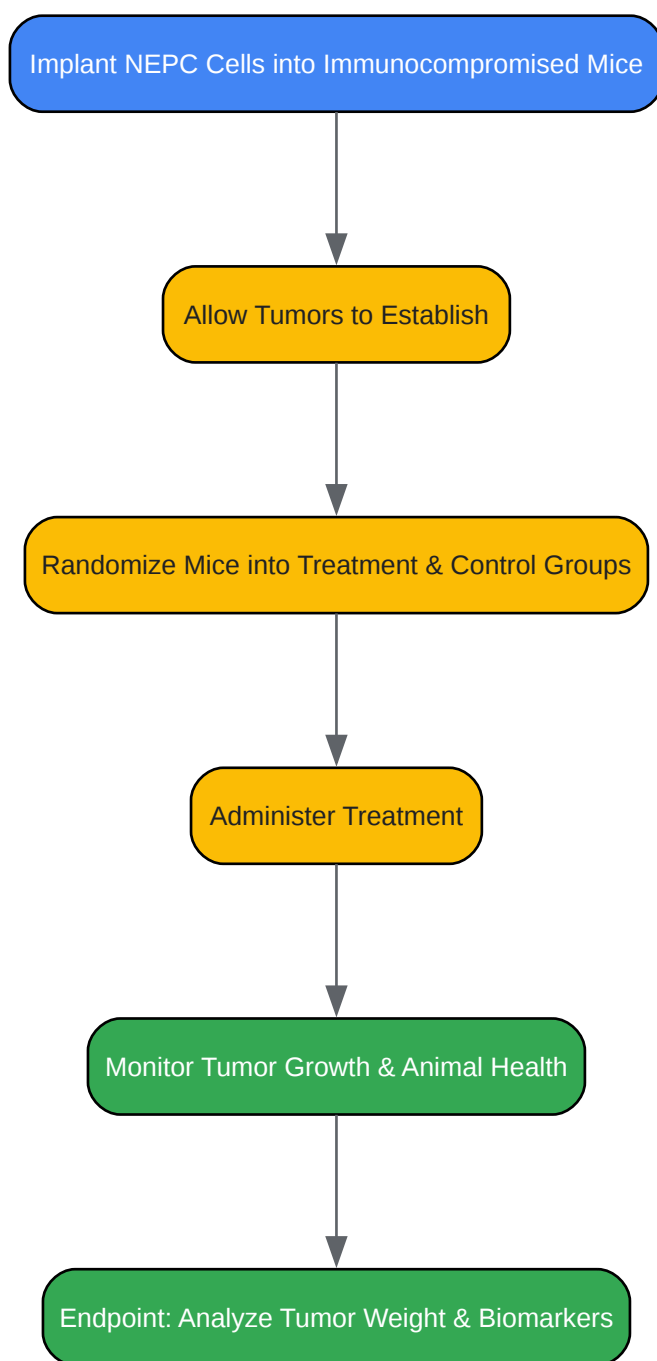 Implant NEPC Cells into Immunocompromised Mice
Allow Tumors to Establish
Randomize Mice into Treatment & Control Groups
Administer Treatment
Monitor Tumor Growth & Animal Health
Endpoint: Analyze Tumor Weight & Biomarkers